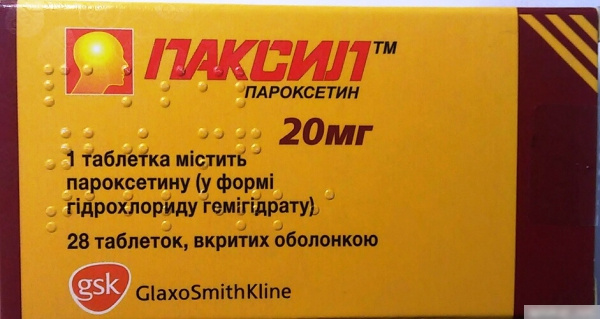 ПАКСИЛ™
ПАРОКСЕТИН
20мг
1 таблетка містить
пароксетину (у формі
гідрохлориду гемігідрату)
28 таблеток, вкритих оболонкою
gsk GlaxoSmithKline